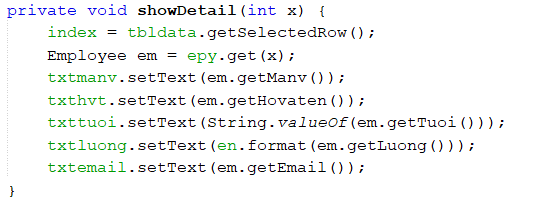 private void showDetail(int x) {
    index = tbldata.getSelectedRow();
    Employee em = epy.get(x);
    txtmanv.setText(em.getManv());
    txthvt.setText(em.getHovaten());
    txttuoi.setText(String.valueOf(em.getTuoi()));
    txtluong.setText(en.format(em.getLuong()));
    txtemail.setText(em.getEmail());
}